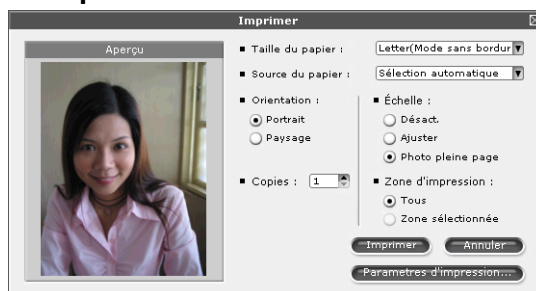 Imprimer
Aperçu
Taille du papier :
Letter(Mode sans bordur
Source du papier :
Sélection automatique
Orientation :
Portrait
Paysage
Échelle :
Désact.
Ajuster
Photo pleine page
Copies : 1
Zone d'impression :
Tous
Zone sélectionnée
Imprimer
Annuler
Parametres d'impression...